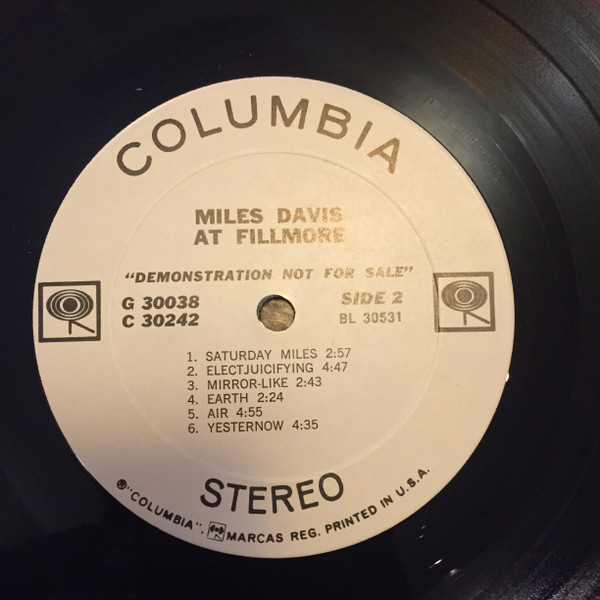 COLUMBIA
MILES DAVIS
AT FILLMORE
"DEMONSTRATION NOT FOR SALE"
G 30038 SIDE 2
C 30242 BL 30531
1. SATURDAY MILES 2:57
2. ELECTJUICIFYING 4:47
3. MIRROR-LIKE 2:43
4. EARTH 2:24
5. AIR 4:55
6. YESTERNOW 4:35
STEREO
℗"COLUMBIA", MARCAS REG. PRINTED IN U.S.A.